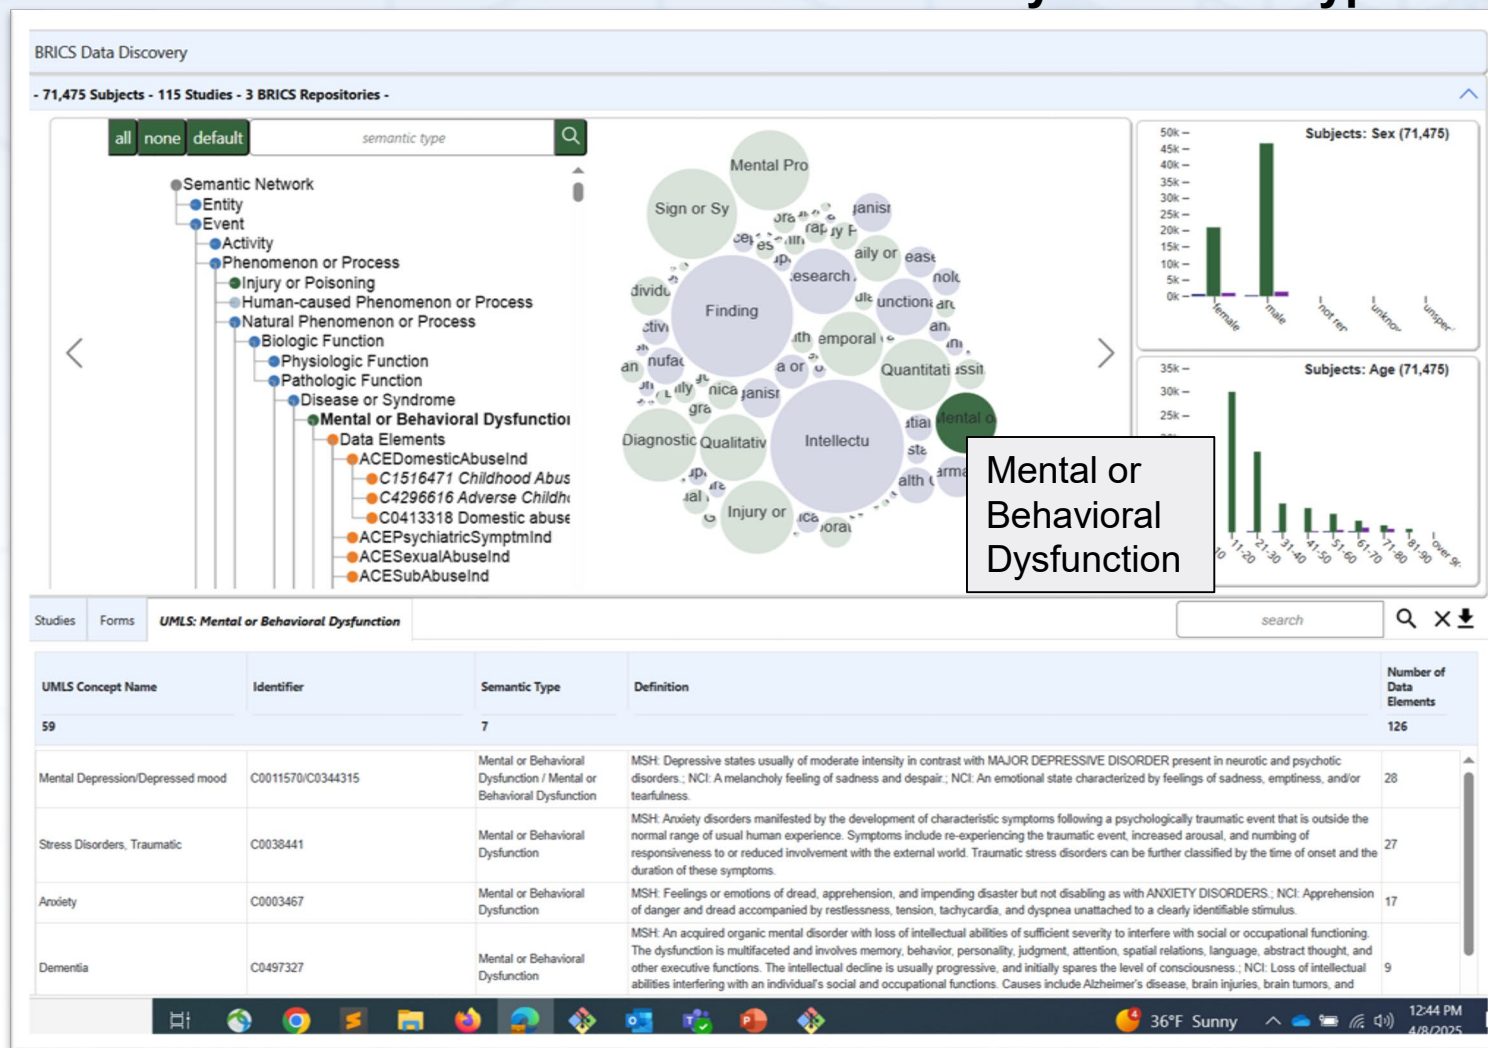 BRICS Data Discovery
- 71,475 Subjects - 115 Studies - 3 BRICS Repositories -
all none default semantic type
Semantic Network
Entity
Event
Activity
Phenomenon or Process
Injury or Poisoning
Human-caused Phenomenon or Process
Natural Phenomenon or Process
Biologic Function
Physiologic Function
Pathologic Function
Disease or Syndrome
Mental or Behavioral Dysfunction
Data Elements
ACEDomesticAbuseInd
C1516471 Childhood Abus
C4296616 Adverse Childh
C0413318 Domestic abuse
ACEPsychiatricSymptmInd
ACESexualAbuseInd
ACESubAbuseInd
Mental Pro
Sign or Sy
Finding
esearch
aily or
emporal
unction
Quantitati
Mental o
Diagnostic
Qualitativ
Intellectu
Injury or
Mental or
Behavioral
Dysfunction
Subjects: Sex (71,475)
50k
45k
40k
35k
30k
25k
20k
15k
10k
5k
0k
female
male
not rep
unkno
unspec
Subjects: Age (71,475)
35k
30k
25k
11-20
21-30
31-40
41-50
51-60
61-70
71-80
81-90
over 9
Studies Forms UMLS: Mental or Behavioral Dysfunction search
UMLS Concept Name Identifier Semantic Type Definition Number of
Data
Elements
59 7 126
Mental Depression/Depressed mood C0011570/C0344315
Mental or Behavioral
Dysfunction / Mental or
Behavioral Dysfunction
MSH: Depressive states usually of moderate intensity in contrast with MAJOR DEPRESSIVE DISORDER present in neurotic and psychotic
disorders.; NCI: A melancholy feeling of sadness and despair.; NCI: An emotional state characterized by feelings of sadness, emptiness, and/or
tearfulness.
28
Stress Disorders, Traumatic C0038441
Mental or Behavioral
Dysfunction
MSH: Anxiety disorders manifested by the development of characteristic symptoms following a psychologically traumatic event that is outside the
normal range of usual human experience. Symptoms include re-experiencing the traumatic event, increased arousal, and numbing of
responsiveness to or reduced involvement with the external world. Traumatic stress disorders can be further classified by the time of onset and the
duration of these symptoms.
27
Anxiety C0003467
Mental or Behavioral
Dysfunction
MSH: Feelings or emotions of dread, apprehension, and impending disaster but not disabling as with ANXIETY DISORDERS.; NCI: Apprehension
of danger and dread accompanied by restlessness, tension, tachycardia, and dyspnea unattached to a clearly identifiable stimulus.
17
Dementia C0497327
Mental or Behavioral
Dysfunction
MSH: An acquired organic mental disorder with loss of intellectual abilities of sufficient severity to interfere with social or occupational functioning.
The dysfunction is multifaceted and involves memory, behavior, personality, judgment, attention, spatial relations, language, abstract thought, and
other executive functions. The intellectual decline is usually progressive, and initially spares the level of consciousness.; NCI: Loss of intellectual
abilities interfering with an individual's social and occupational functions. Causes include Alzheimer's disease, brain injuries, brain tumors, and
9
36°F Sunny
12:44 PM
4/8/2025